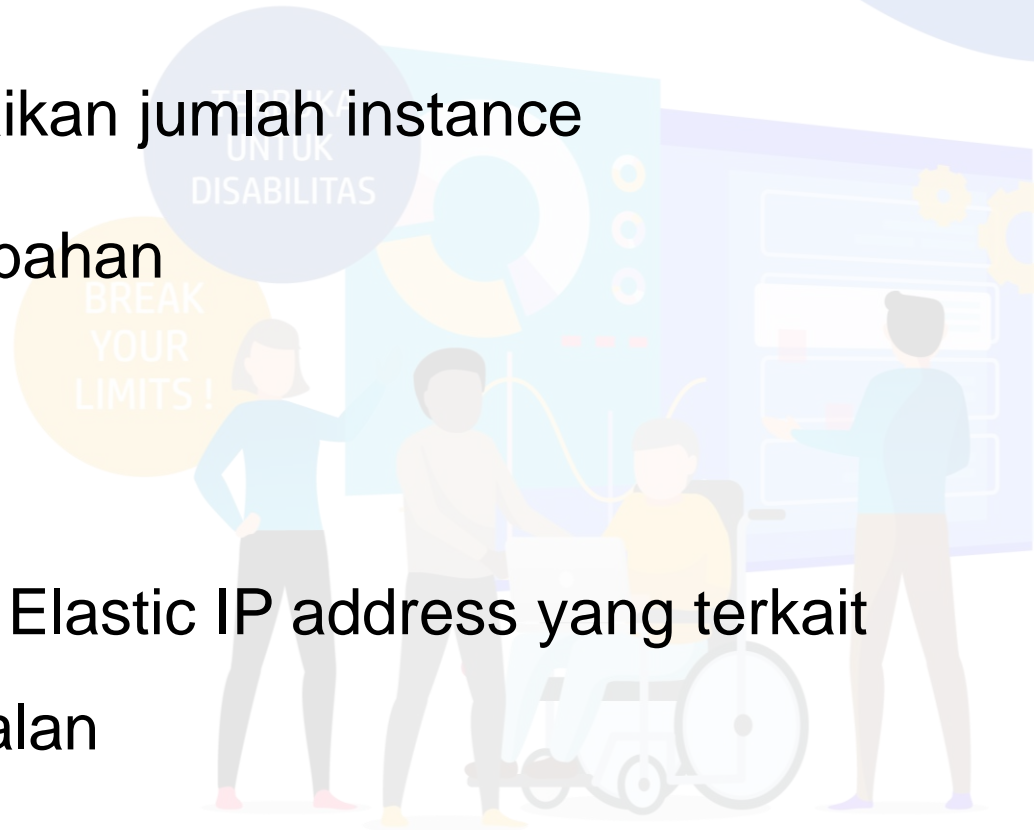 ikan jumlah instance
TERBUKA
UNTUK
DISABILITAS
bahan
BREAK
YOUR
LIMITS !
Elastic IP address yang terkait
alan